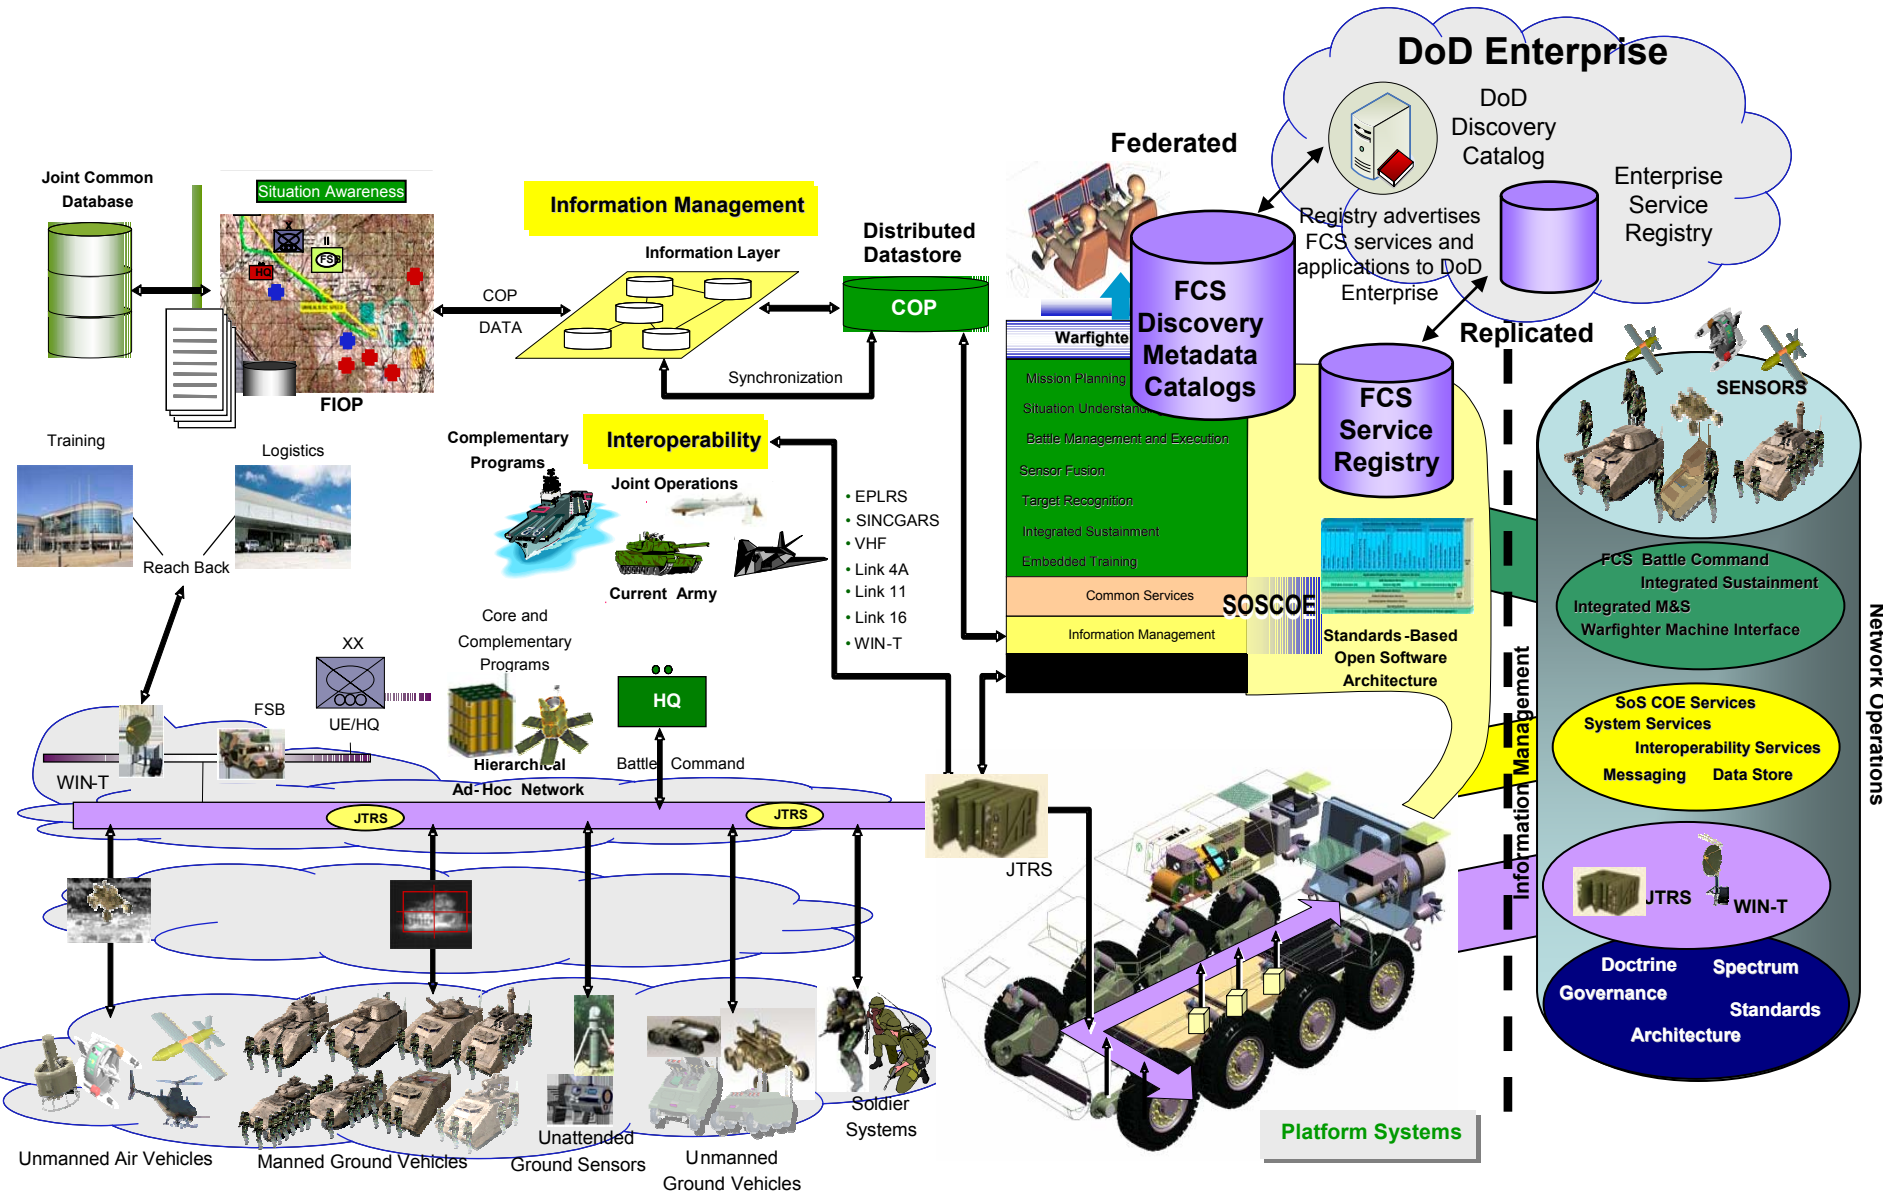 DoD Enterprise
DoD
Discovery
Catalog
Enterprise
Service
Registry
Registry advertises
FCS services and
applications to DoD
Enterprise
Federated
Replicated
Joint Common
Database
Situation Awareness
X
II
FSB
HQ
FIOP
Information Management
Information Layer
COP
DATA
Distributed
Datastore
COP
Synchronization
FCS
Discovery
Metadata
Catalogs
FCS
Service
Registry
Warfighte
Mission Planning
Situation Understandin
Battle Management and Execution
Sensor Fusion
Target Recognition
Integrated Sustainment
Embedded Training
Common Services
Information Management
SOSCOE
Standards-Based
Open Software
Architecture
Training
Logistics
Reach Back
Complementary
Programs
Interoperability
Joint Operations
Current Army
• EPLRS
• SINCGARS
• VHF
• Link 4A
• Link 11
• Link 16
• WIN-T
Core and
Complementary
Programs
XX
UE/HQ
FSB
WIN-T
HQ
Battle Command
Hierarchical
Ad-Hoc Network
JTRS
JTRS
JTRS
Unmanned Air Vehicles
Manned Ground Vehicles
Unattended
Ground Sensors
Unmanned
Ground Vehicles
Soldier
Systems
Platform Systems
Information Management
Network Operations
SENSORS
FCS Battle Command
Integrated Sustainment
Integrated M&S
Warfighter Machine Interface
SoS COE Services
System Services
Interoperability Services
Messaging Data Store
JTRS
WIN-T
Doctrine
Spectrum
Governance
Standards
Architecture